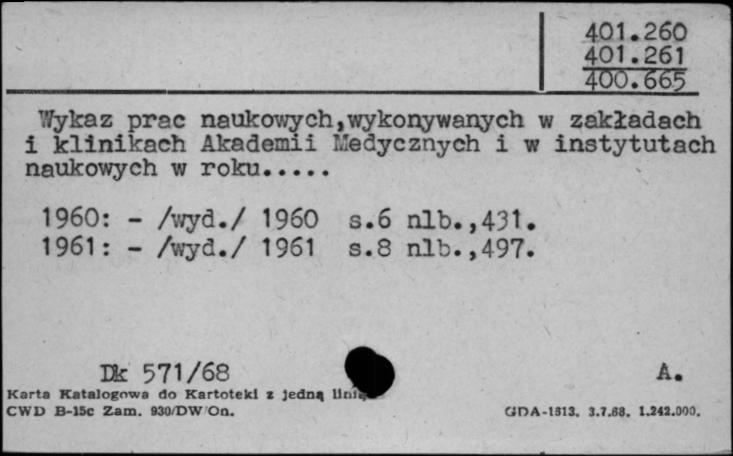 401.260
401.261
400.665
Wykaz prac naukowych,wykonywanych w zakładach
i klinikach Akademii Medycznych i w instytutach
naukowych w roku.....
1960: - /wyd./ 1960 s.6 nlb.,431.
1961: - /wyd./ 1961 s.8 nlb.,497.
Dk 571/68
A.
Karta Katalogowa do Kartoteki z jedną linią
CWD B-15c Zam. 930/DW/On.
GDA-1613. 3.7.68. 1.242.000.